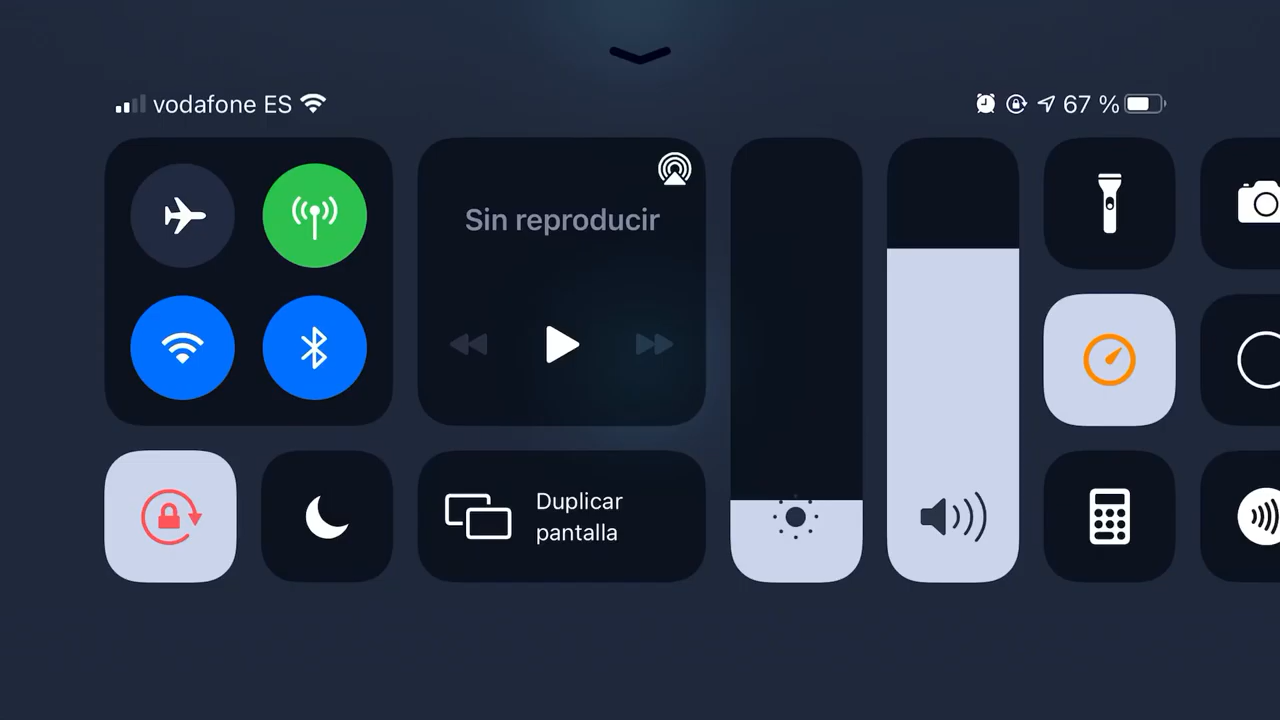 vodafone ES
67 %
Sin reproducir
Duplicar
pantalla